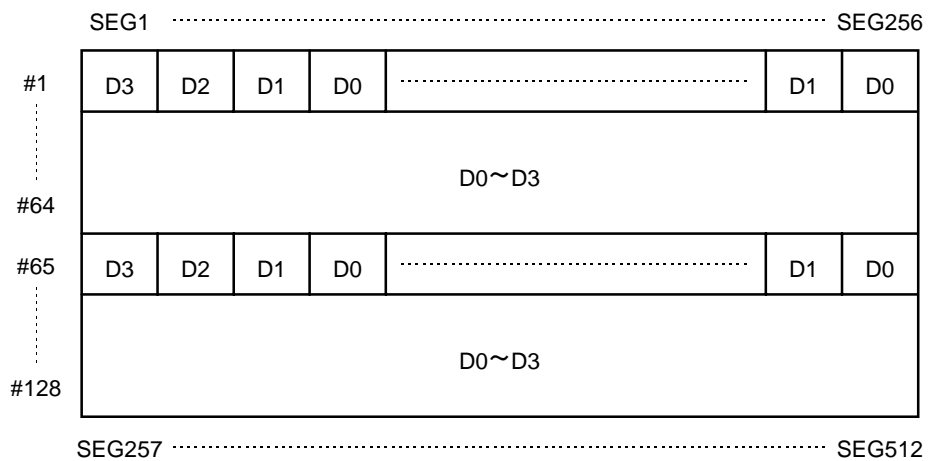 SEG1 SEG256
#1 D3 D2 D1 D0 D1 D0
D0~D3
#64
#65 D3 D2 D1 D0 D1 D0
D0~D3
#128
SEG257 SEG512